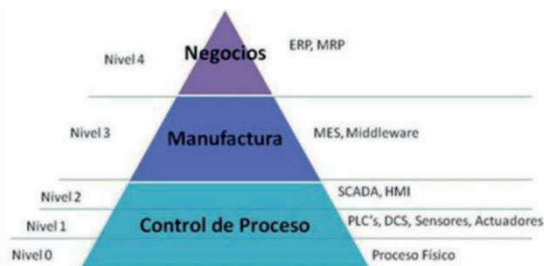 Nivel 4
Negocios
ERP, MRP
Nivel 3
Manufactura
MES, Middleware
Nivel 2
SCADA, HMI
Nivel 1
Control de Proceso
PLC's, DCS, Sensores, Actuadores
Nivel 0
Proceso Físico